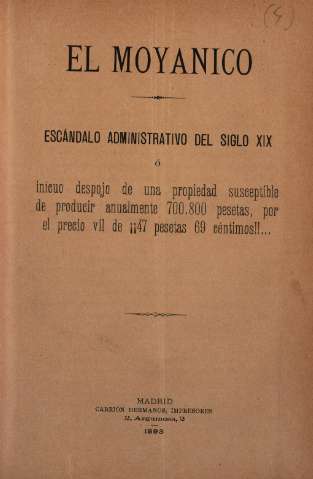 (4)
EL MOYANICO
ESCÁNDALO ADMINISTRATIVO DEL SIGLO XIX
ó
inicuo despojo de una propiedad susceptible
de producir anualmente 700.800 pesetas, por
el precio vil de ¡¡47 pesetas 69 céntimos!!...
MADRID
CARRIÓN HERMANOS, IMPRESORES
2, Argumosa, 2
1893